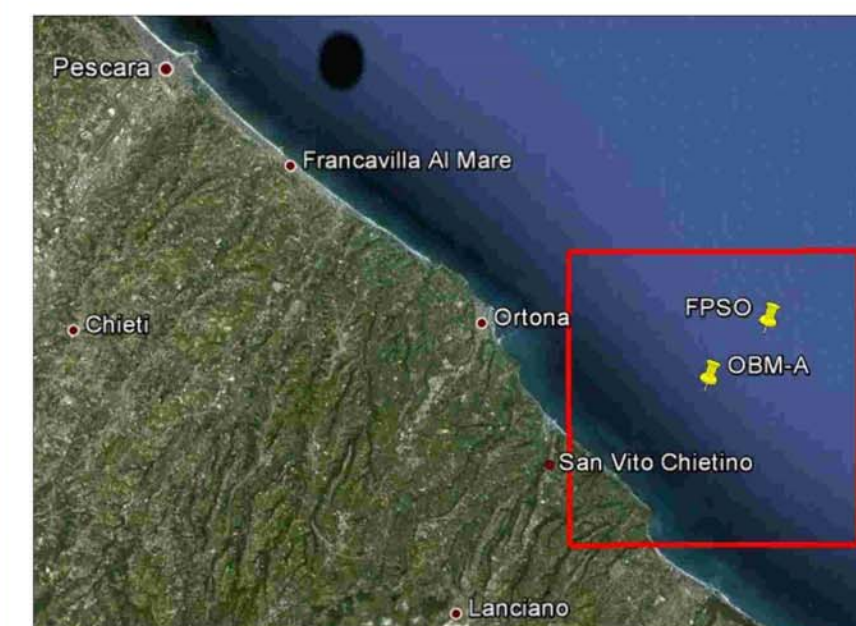 Pescara
Francavilla Al Mare
Chieti
Ortona
FPSO
OBM-A
San Vito Chietino
Lanciano